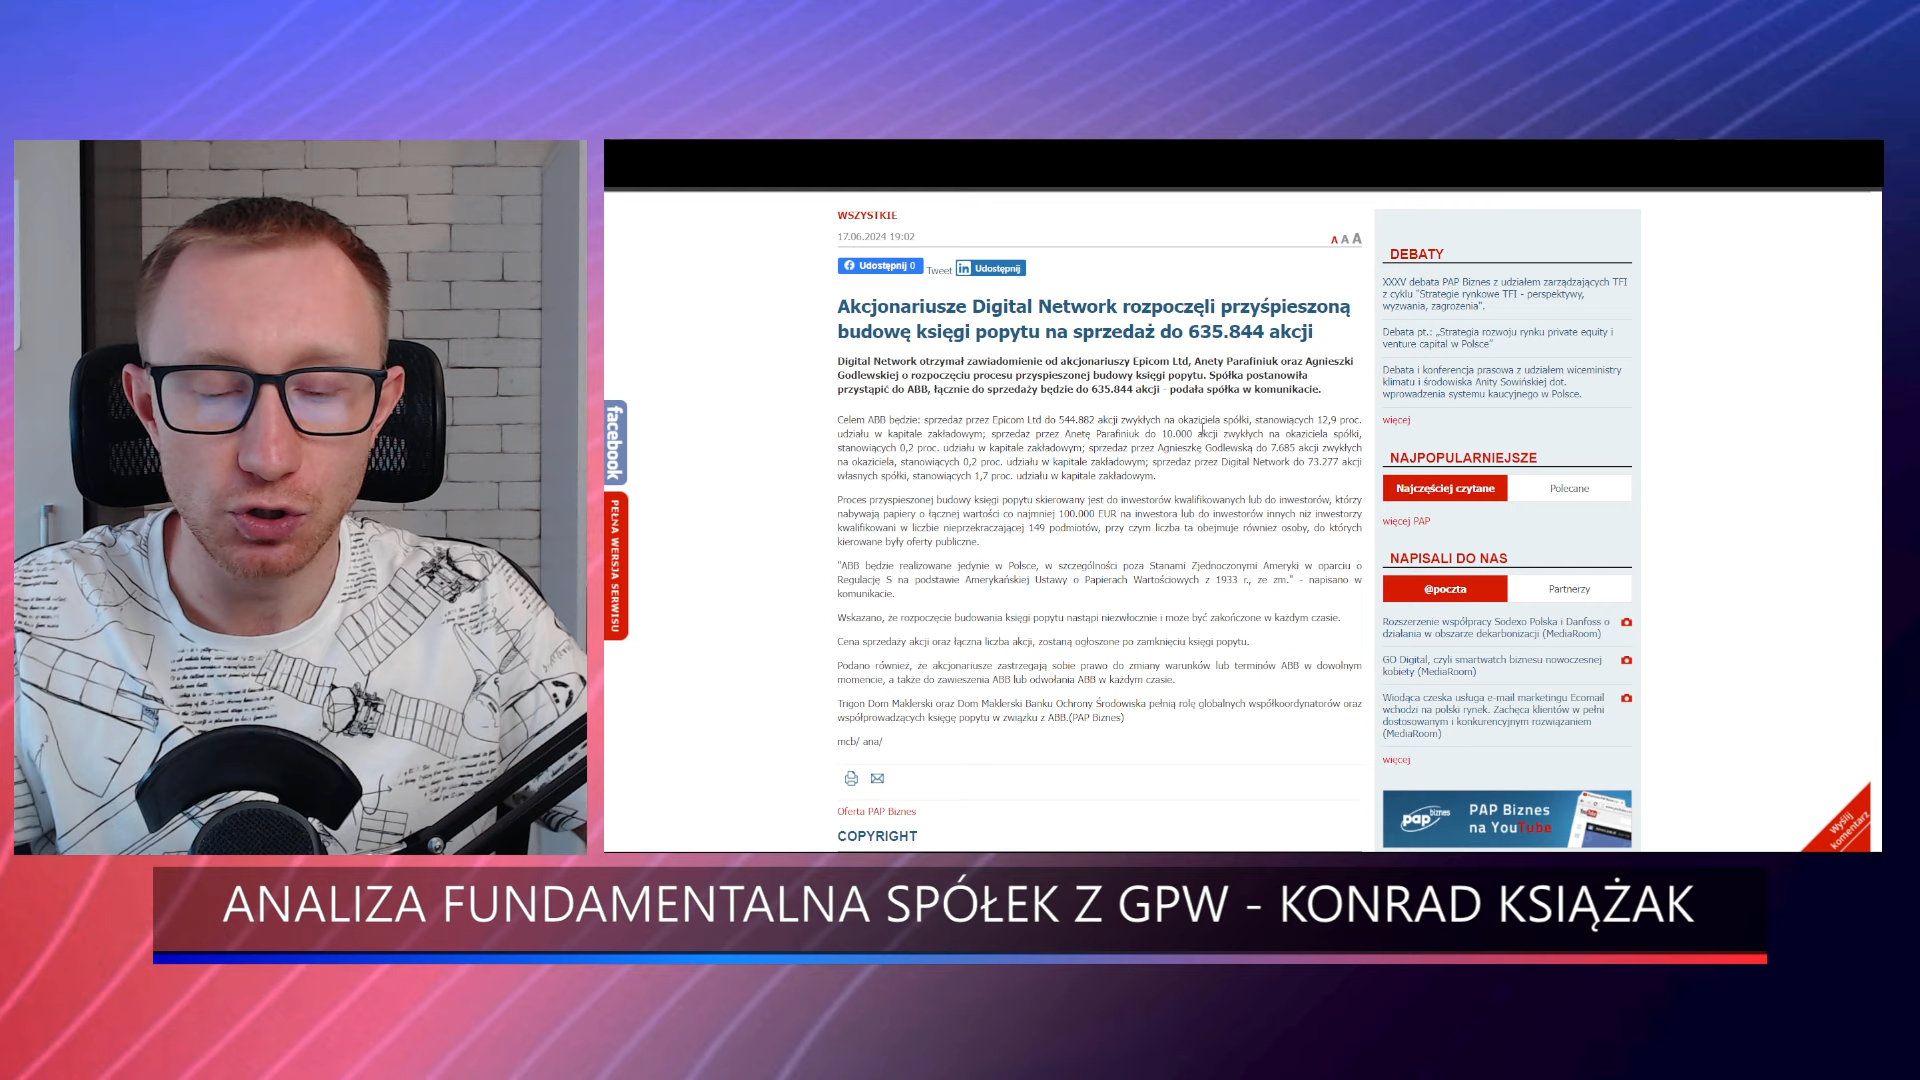 WSZYSTKIE
17.06.2024 19:02
A A A
Udostępnij 0
Tweet
in Udostępnij
Akcjonariusze Digital Network rozpoczęli przyśpieszoną
budowę księgi popytu na sprzedaż do 635.844 akcji
Digital Network otrzymał zawiadomienie od akcjonariuszy Epicom Ltd, Anety Parafiniuk oraz Agnieszki
Godlewskiej o rozpoczęciu procesu przyspieszonej budowy księgi popytu. Spółka postanowiła
przystąpić do ABB, łącznie do sprzedaży będzie do 635.844 akcji - podała spółka w komunikacie.
Celem ABB będzie: sprzedaż przez Epicom Ltd do 544.882 akcji zwykłych na okaziciela spółki, stanowiących 12,9 proc.
udziału w kapitale zakładowym; sprzedaż przez Anetę Parafiniuk do 10.000 akcji zwykłych na okaziciela spółki,
stanowiących 0,2 proc. udziału w kapitale zakładowym; sprzedaż przez Agnieszkę Godlewską do 7.685 akcji zwykłych
na okaziciela, stanowiących 0,2 proc. udziału w kapitale zakładowym; sprzedaż przez Digital Network do 73.277 akcji
własnych spółki, stanowiących 1,7 proc. udziału w kapitale zakładowym.
Proces przyspieszonej budowy księgi popytu skierowany jest do inwestorów kwalifikowanych lub do inwestorów, którzy
nabywają papiery o łącznej wartości co najmniej 100.000 EUR na inwestora lub do inwestorów innych niż inwestorzy
kwalifikowani w liczbie nieprzekraczającej 149 podmiotów, przy czym liczba ta obejmuje również osoby, do których
kierowane były oferty publiczne.
"ABB będzie realizowane jedynie w Polsce, w szczególności poza Stanami Zjednoczonymi Ameryki w oparciu o
Regulację S na podstawie Amerykańskiej Ustawy o Papierach Wartościowych z 1933 r., ze zm." - napisano w
komunikacie.
Wskazano, że rozpoczęcie budowania księgi popytu nastąpi niezwłocznie i może być zakończone w każdym czasie.
Cena sprzedaży akcji oraz łączna liczba akcji, zostaną ogłoszone po zamknięciu księgi popytu.
Podano również, że akcjonariusze zastrzegają sobie prawo do zmiany warunków lub terminów ABB w dowolnym
momencie, a także do zawieszenia ABB lub odwołania ABB w każdym czasie.
Trigon Dom Maklerski oraz Dom Maklerski Banku Ochrony Środowiska pełnią rolę globalnych współkoordynatorów oraz
współprowadzących księgę popytu w związku z ABB.(PAP Biznes)
mcb/ ana/
Oferta PAP Biznes
COPYRIGHT
facebook
PEŁNA WERSJA SERWISU
DEBATY
XXXV debata PAP Biznes z udziałem zarządzających TFI
z cyklu "Strategie rynkowe TFI - perspektywy,
wyzwania, zagrożenia".
Debata pt.: „Strategia rozwoju rynku private equity i
venture capital w Polsce”
Debata i konferencja prasowa z udziałem wiceministry
klimatu i środowiska Anity Sowińskiej dot.
wprowadzenia systemu kaucyjnego w Polsce.
więcej
NAJPOPULARNIEJSZE
Najczęściej czytane
Polecane
więcej PAP
NAPISALI DO NAS
@poczta
Partnerzy
Rozszerzenie współpracy Sodexo Polska i Danfoss o
działania w obszarze dekarbonizacji (MediaRoom)
GO Digital, czyli smartwatch biznesu nowoczesnej
kobiety (MediaRoom)
Wiodąca czeska usługa e-mail marketingu Ecomail
wchodzi na polski rynek. Zachęca klientów w pełni
dostosowanym i konkurencyjnym rozwiązaniem
(MediaRoom)
więcej
pap biznes
PAP Biznes
na YouTube
Wyślij
komentarz
ANALIZA FUNDAMENTALNA SPÓŁEK Z GPW - KONRAD KSIĄŻAK